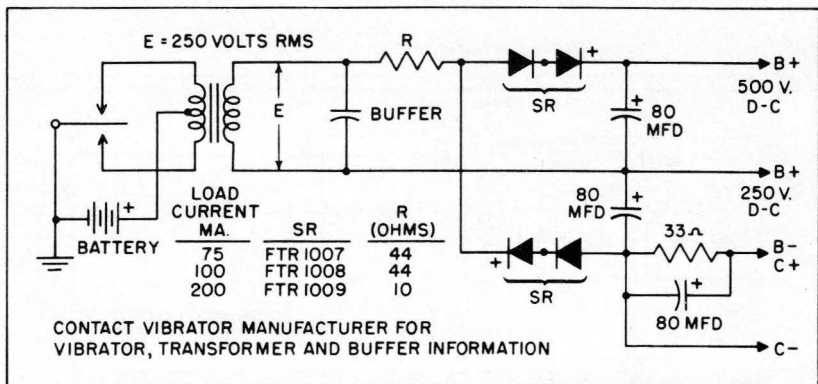 E = 250 VOLTS RMS
R
+
B+
500 V.
D-C
SR
E
BUFFER
+
80
MFD
B+
250 V.
D-C
80
MFD
+
LOAD
CURRENT
MA.
SR
R
(OHMS)
75 FTR 1007 44
100 FTR 1008 44
200 FTR 1009 10
+
BATTERY
33Ω
B-
C+
+
SR
+
80 MFD
C-
CONTACT VIBRATOR MANUFACTURER FOR
VIBRATOR, TRANSFORMER AND BUFFER INFORMATION